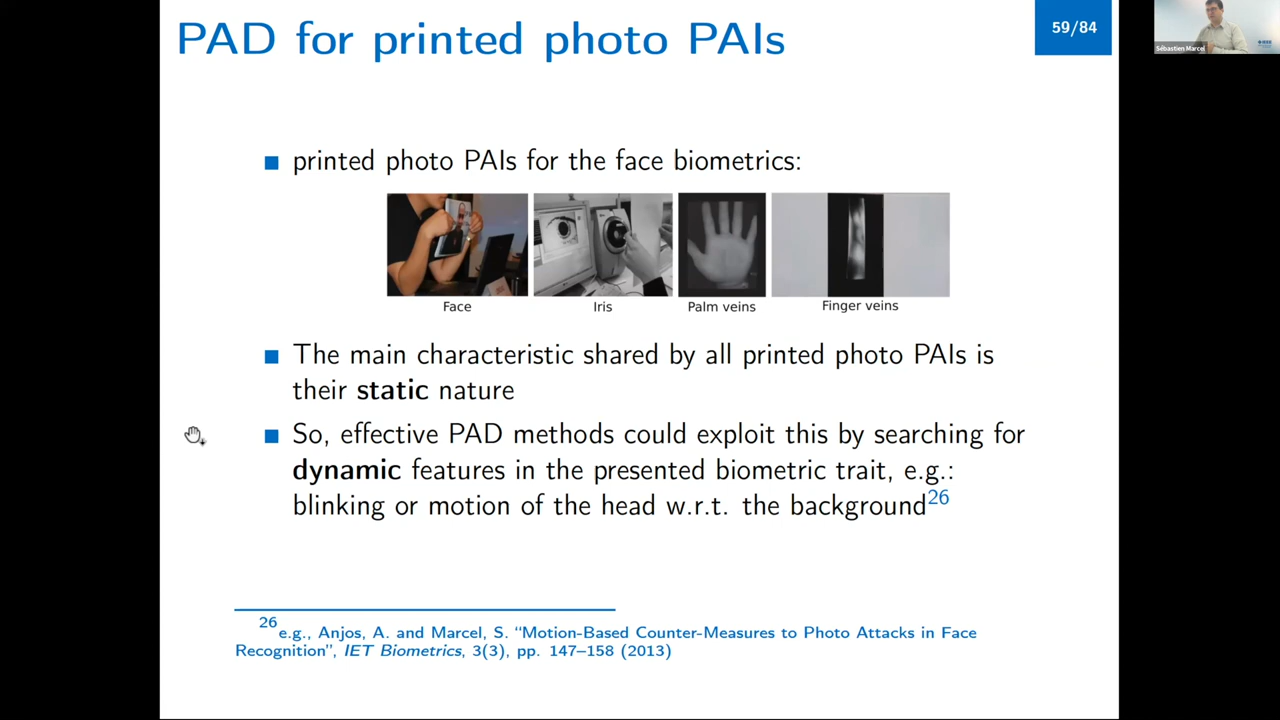 PAD for printed photo PAIs
59/84
Sébastien Marcel
IEEE
printed photo PAIs for the face biometrics:
Face
Iris
Palm veins
Finger veins
The main characteristic shared by all printed photo PAIs is
their static nature
So, effective PAD methods could exploit this by searching for
dynamic features in the presented biometric trait, e.g.:
blinking or motion of the head w.r.t. the background26
26
e.g., Anjos, A. and Marcel, S. “Motion-Based Counter-Measures to Photo Attacks in Face
Recognition”, IET Biometrics, 3(3), pp. 147–158 (2013)